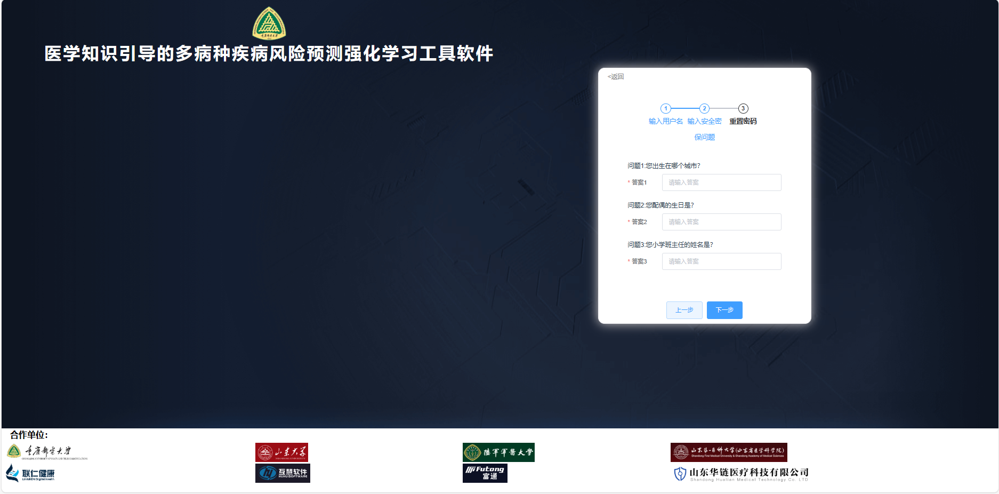 重庆邮电大学
医学知识引导的多病种疾病风险预测强化学习工具软件
<返回
1 2 3
输入用户名 输入安全密保问题 重置密码
问题1:您出生在哪个城市?
* 答案1 请输入答案
问题2:您配偶的生日是?
* 答案2 请输入答案
问题3:您小学班主任的姓名是?
* 答案3 请输入答案
上一步 下一步
合作单位：
重庆邮电大学
CHONGQING UNIVERSITY OF POSTS AND TELECOMMUNICATIONS
山东大学
SHANDONG UNIVERSITY
陸軍軍醫大学
山东第一医科大学(山东省医学科学院)
Shandong First Medical University & Shandong Academy of Medical Sciences
联仁健康
LIANREN Digital Health
互慧软件
HUHUISOFTWARE
Futong
富通
山东华链医疗科技有限公司
Shandong Hualian Medical Technology Co. LTD